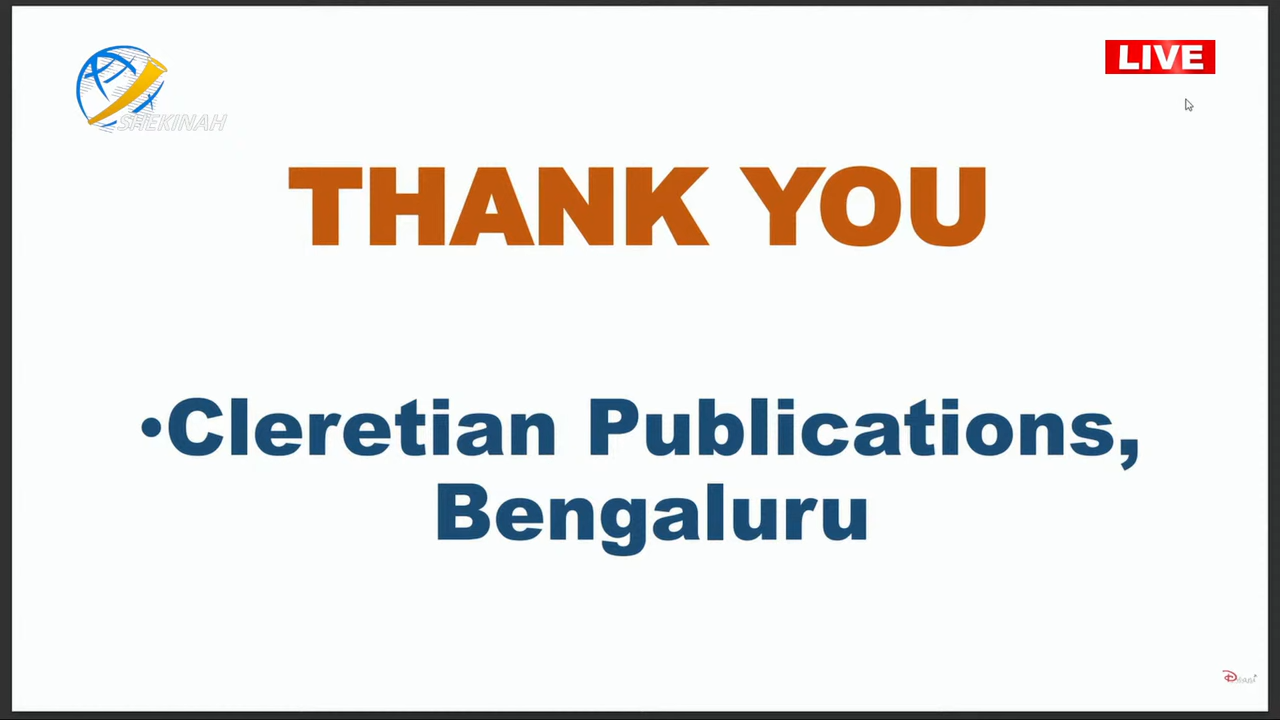 SHEKINAH
LIVE
THANK YOU
•Cleretian Publications,
Bengaluru